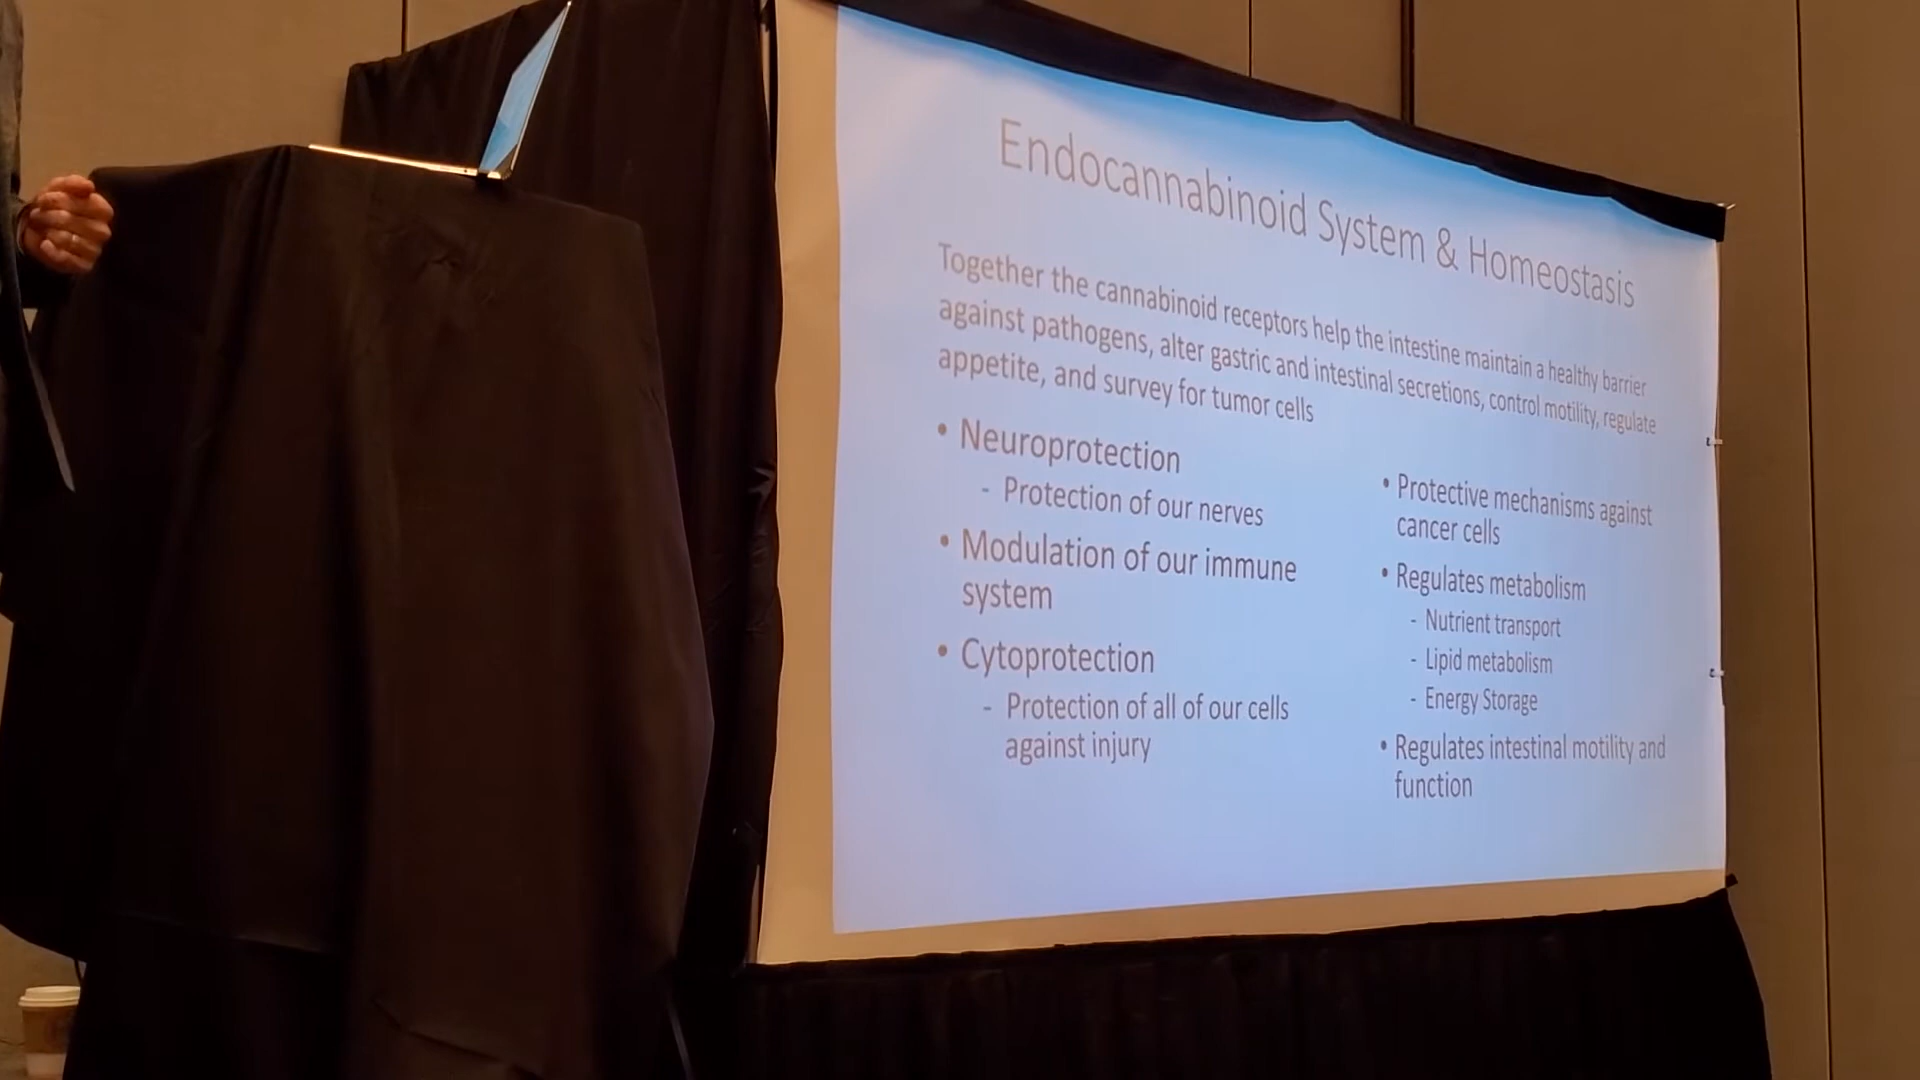 Endocannabinoid System & Homeostasis
Together the cannabinoid receptors help the intestine maintain a healthy barrier
against pathogens, alter gastric and intestinal secretions, control motility, regulate
appetite, and survey for tumor cells
• Neuroprotection
- Protection of our nerves
• Modulation of our immune
system
• Cytoprotection
- Protection of all of our cells
against injury
• Protective mechanisms against
cancer cells
• Regulates metabolism
- Nutrient transport
- Lipid metabolism
- Energy Storage
• Regulates intestinal motility and
function